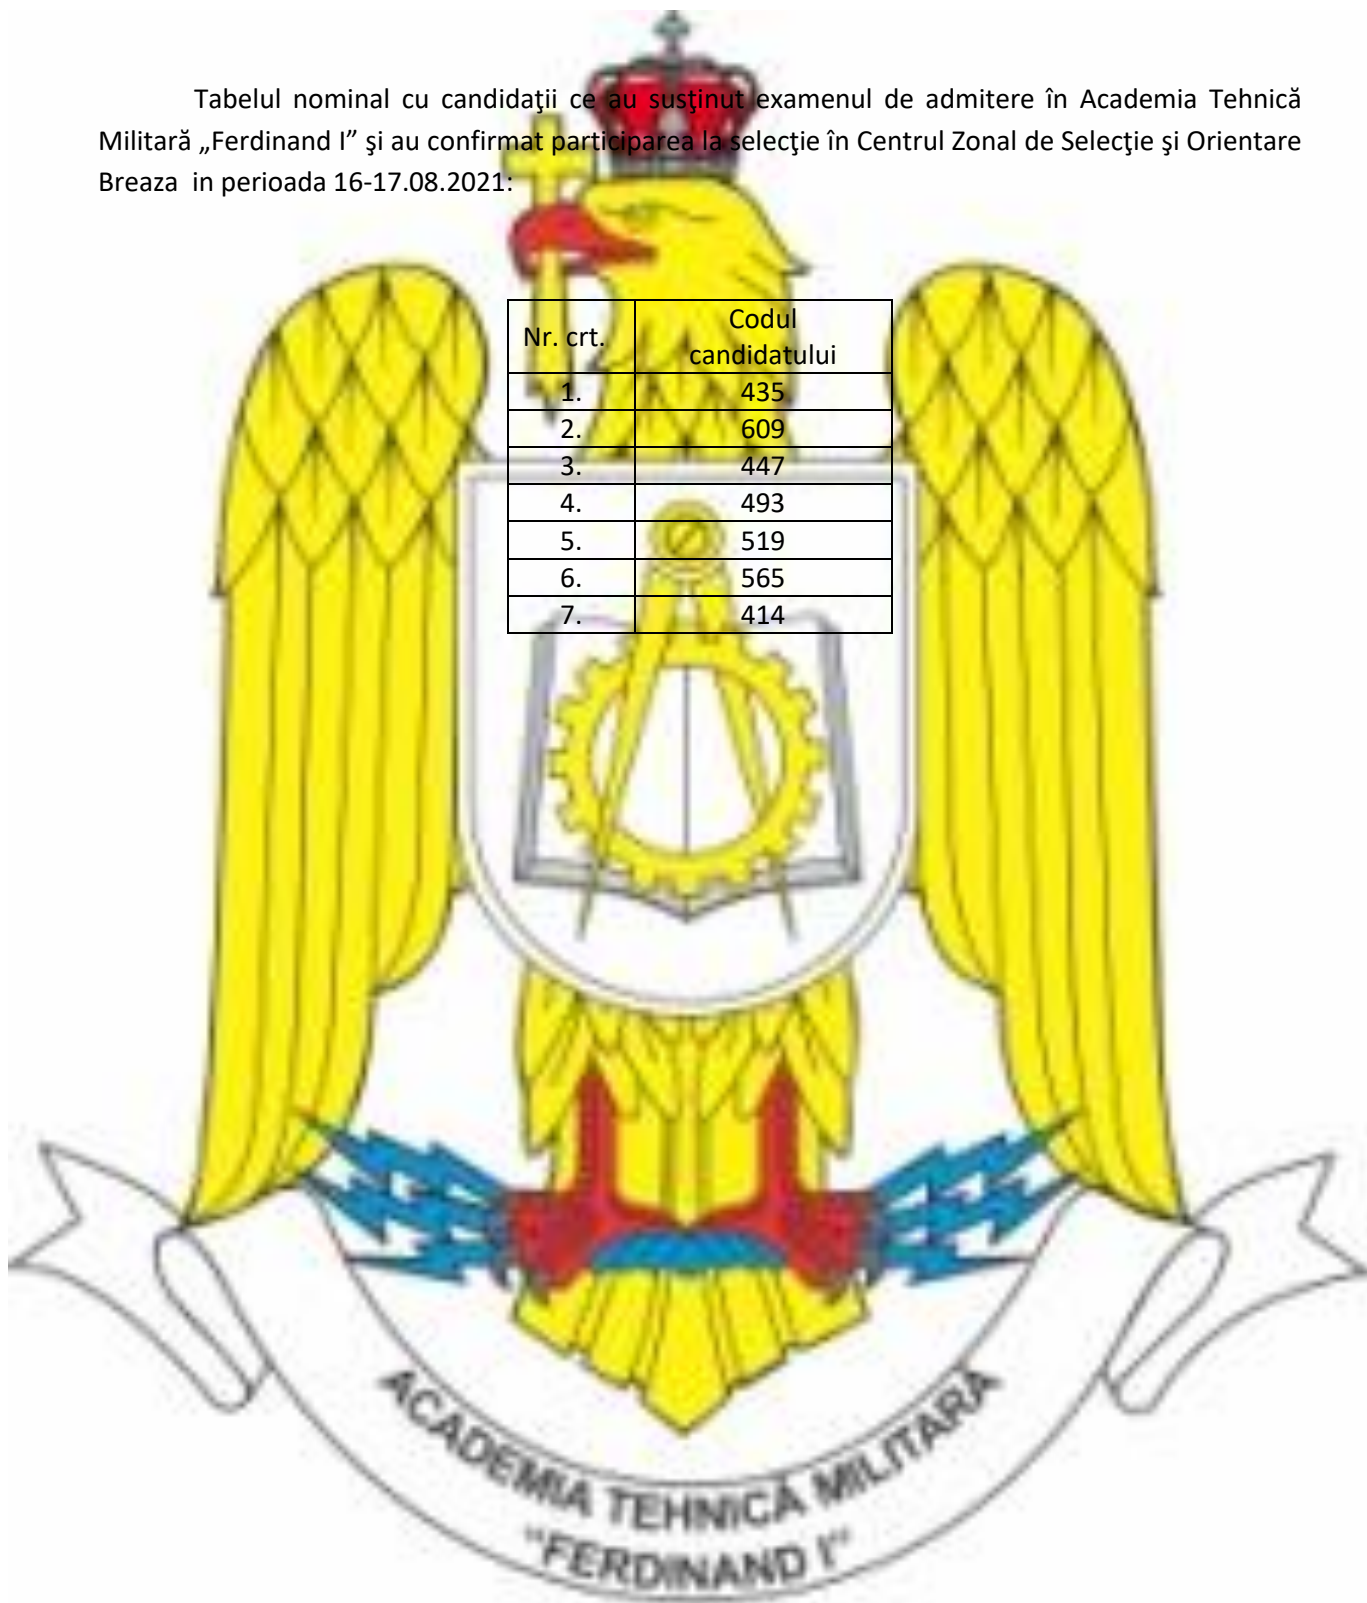 Tabelul nominal cu candidaţii ce au susţinut examenul de admitere în Academia Tehnică
Militară „Ferdinand I” şi au confirmat participarea la selecţie în Centrul Zonal de Selecţie şi Orientare
Breaza in perioada 16-17.08.2021:
Nr. crt. Codul candidatului
1. 435
2. 609
3. 447
4. 493
5. 519
6. 565
7. 414
ACADEMIA TEHNICĂ MILITARĂ
"FERDINAND I"